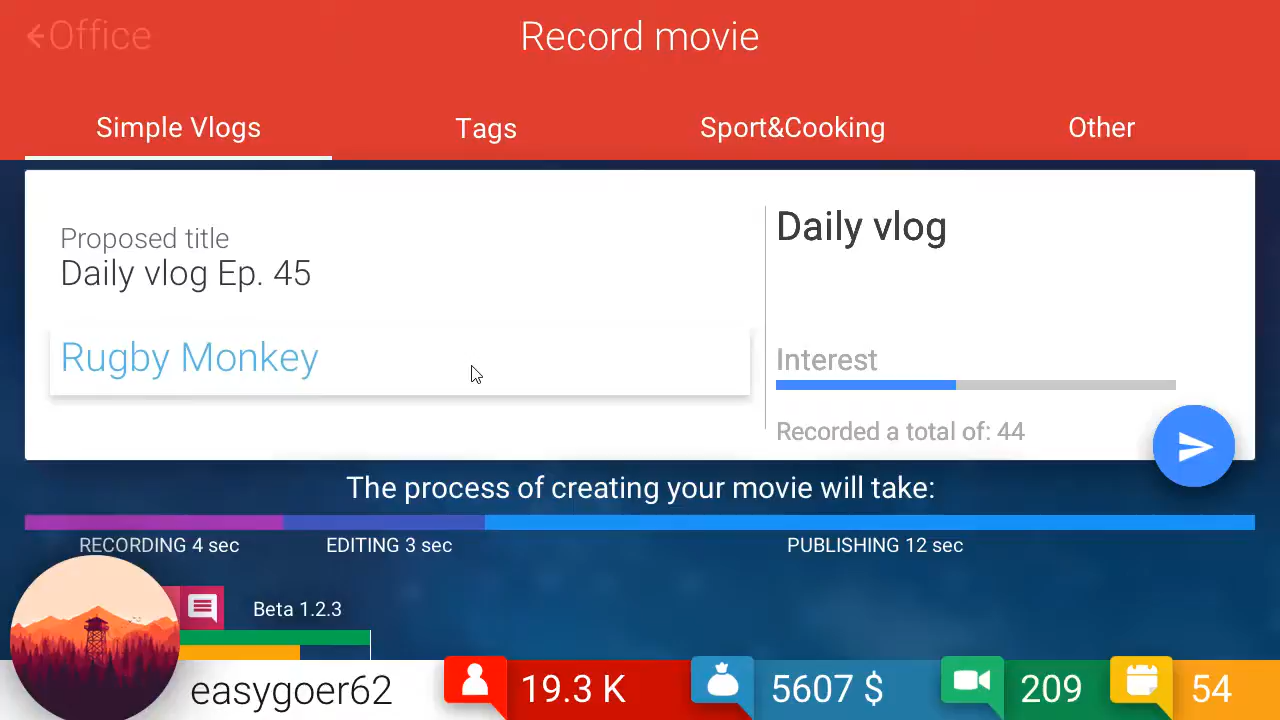 Office
Record movie
Simple Vlogs
Tags
Sport&Cooking
Other
Proposed title
Daily vlog Ep. 45
Rugby Monkey
Daily vlog
Interest
Recorded a total of: 44
The process of creating your movie will take:
RECORDING 4 sec
EDITING 3 sec
PUBLISHING 12 sec
Beta 1.2.3
easygoer62
19.3 K
5607 $
209
54